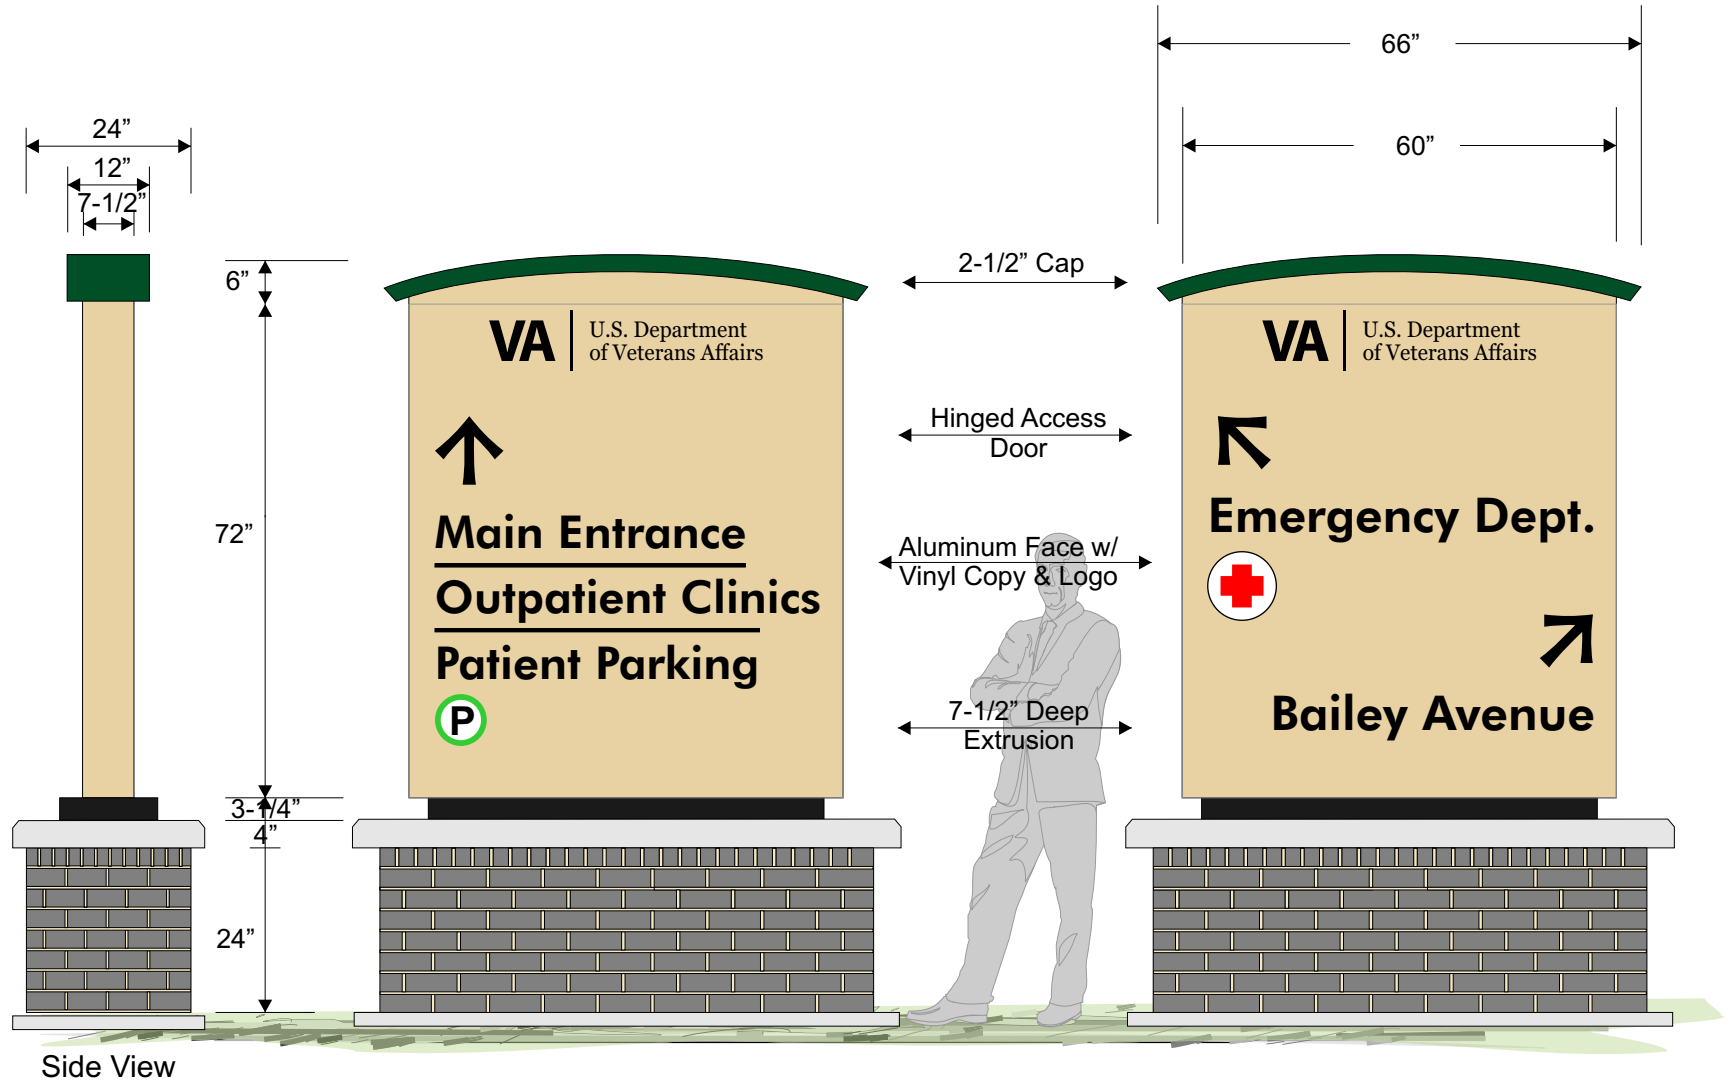 66”
60”
24”
12”
7-1/2”
6”
72”
3-1/4”
4”
24”
Side View
VA
U.S. Department
of Veterans Affairs
Main Entrance
Outpatient Clinics
Patient Parking
P
2-1/2” Cap
Hinged Access
Door
Aluminum Face w/
Vinyl Copy & Logo
7-1/2” Deep
Extrusion
VA
U.S. Department
of Veterans Affairs
Emergency Dept.
Bailey Avenue